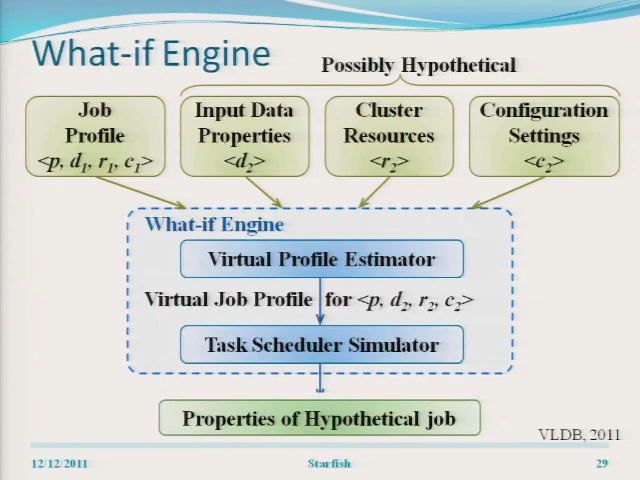 What-if Engine
Possibly Hypothetical
Job
Profile
<p, d1, r1, c1>
Input Data
Properties
<d2>
Cluster
Resources
<r2>
Configuration
Settings
<c2>
What-if Engine
Virtual Profile Estimator
Virtual Job Profile for <p, d2, r2, c2>
Task Scheduler Simulator
Properties of Hypothetical job
VLDB, 2011
12/12/2011
Starfish
29